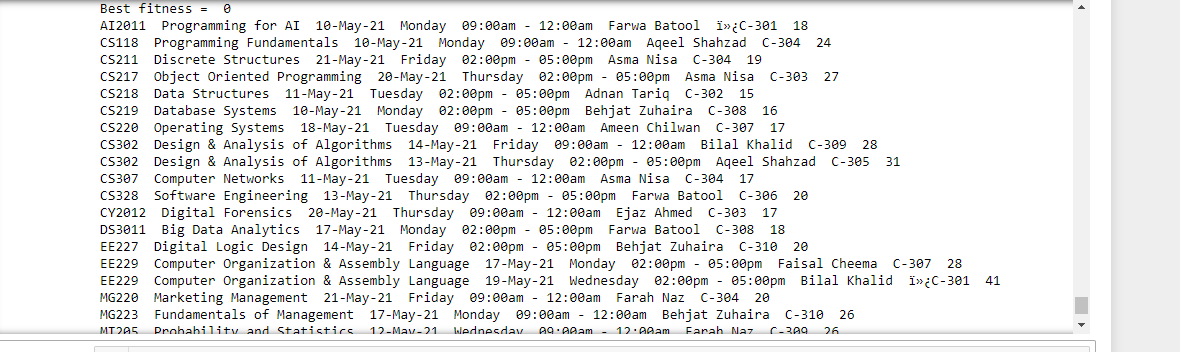 Best fitness =  0
AI2011  Programming for AI  10-May-21  Monday  09:00am - 12:00am  Farwa Batool  ï»¿C-301  18
CS118  Programming Fundamentals  10-May-21  Monday  09:00am - 12:00am  Aqeel Shahzad  C-304  24
CS211  Discrete Structures  21-May-21  Friday  02:00pm - 05:00pm  Asma Nisa  C-304  19
CS217  Object Oriented Programming  20-May-21  Thursday  02:00pm - 05:00pm  Asma Nisa  C-303  27
CS218  Data Structures  11-May-21  Tuesday  02:00pm - 05:00pm  Adnan Tariq  C-302  15
CS219  Database Systems  10-May-21  Monday  02:00pm - 05:00pm  Behjat Zuhaira  C-308  16
CS220  Operating Systems  18-May-21  Tuesday  09:00am - 12:00am  Ameen Chilwan  C-307  17
CS302  Design & Analysis of Algorithms  14-May-21  Friday  09:00am - 12:00am  Bilal Khalid  C-309  28
CS302  Design & Analysis of Algorithms  13-May-21  Thursday  02:00pm - 05:00pm  Aqeel Shahzad  C-305  31
CS307  Computer Networks  11-May-21  Tuesday  09:00am - 12:00am  Asma Nisa  C-304  17
CS328  Software Engineering  13-May-21  Thursday  02:00pm - 05:00pm  Farwa Batool  C-306  20
CY2012  Digital Forensics  20-May-21  Thursday  09:00am - 12:00am  Ejaz Ahmed  C-303  17
DS3011  Big Data Analytics  17-May-21  Monday  02:00pm - 05:00pm  Farwa Batool  C-308  18
EE227  Digital Logic Design  14-May-21  Friday  02:00pm - 05:00pm  Behjat Zuhaira  C-310  20
EE229  Computer Organization & Assembly Language  17-May-21  Monday  02:00pm - 05:00pm  Faisal Cheema  C-307  28
EE229  Computer Organization & Assembly Language  19-May-21  Wednesday  02:00pm - 05:00pm  Bilal Khalid  ï»¿C-301  41
MG220  Marketing Management  21-May-21  Friday  09:00am - 12:00am  Farah Naz  C-304  20
MG223  Fundamentals of Management  17-May-21  Monday  09:00am - 12:00am  Behjat Zuhaira  C-310  26
MT205  Probability and Statistics  12-May-21  Wednesday  09:00am - 12:00am  Farah Naz  C-309  26